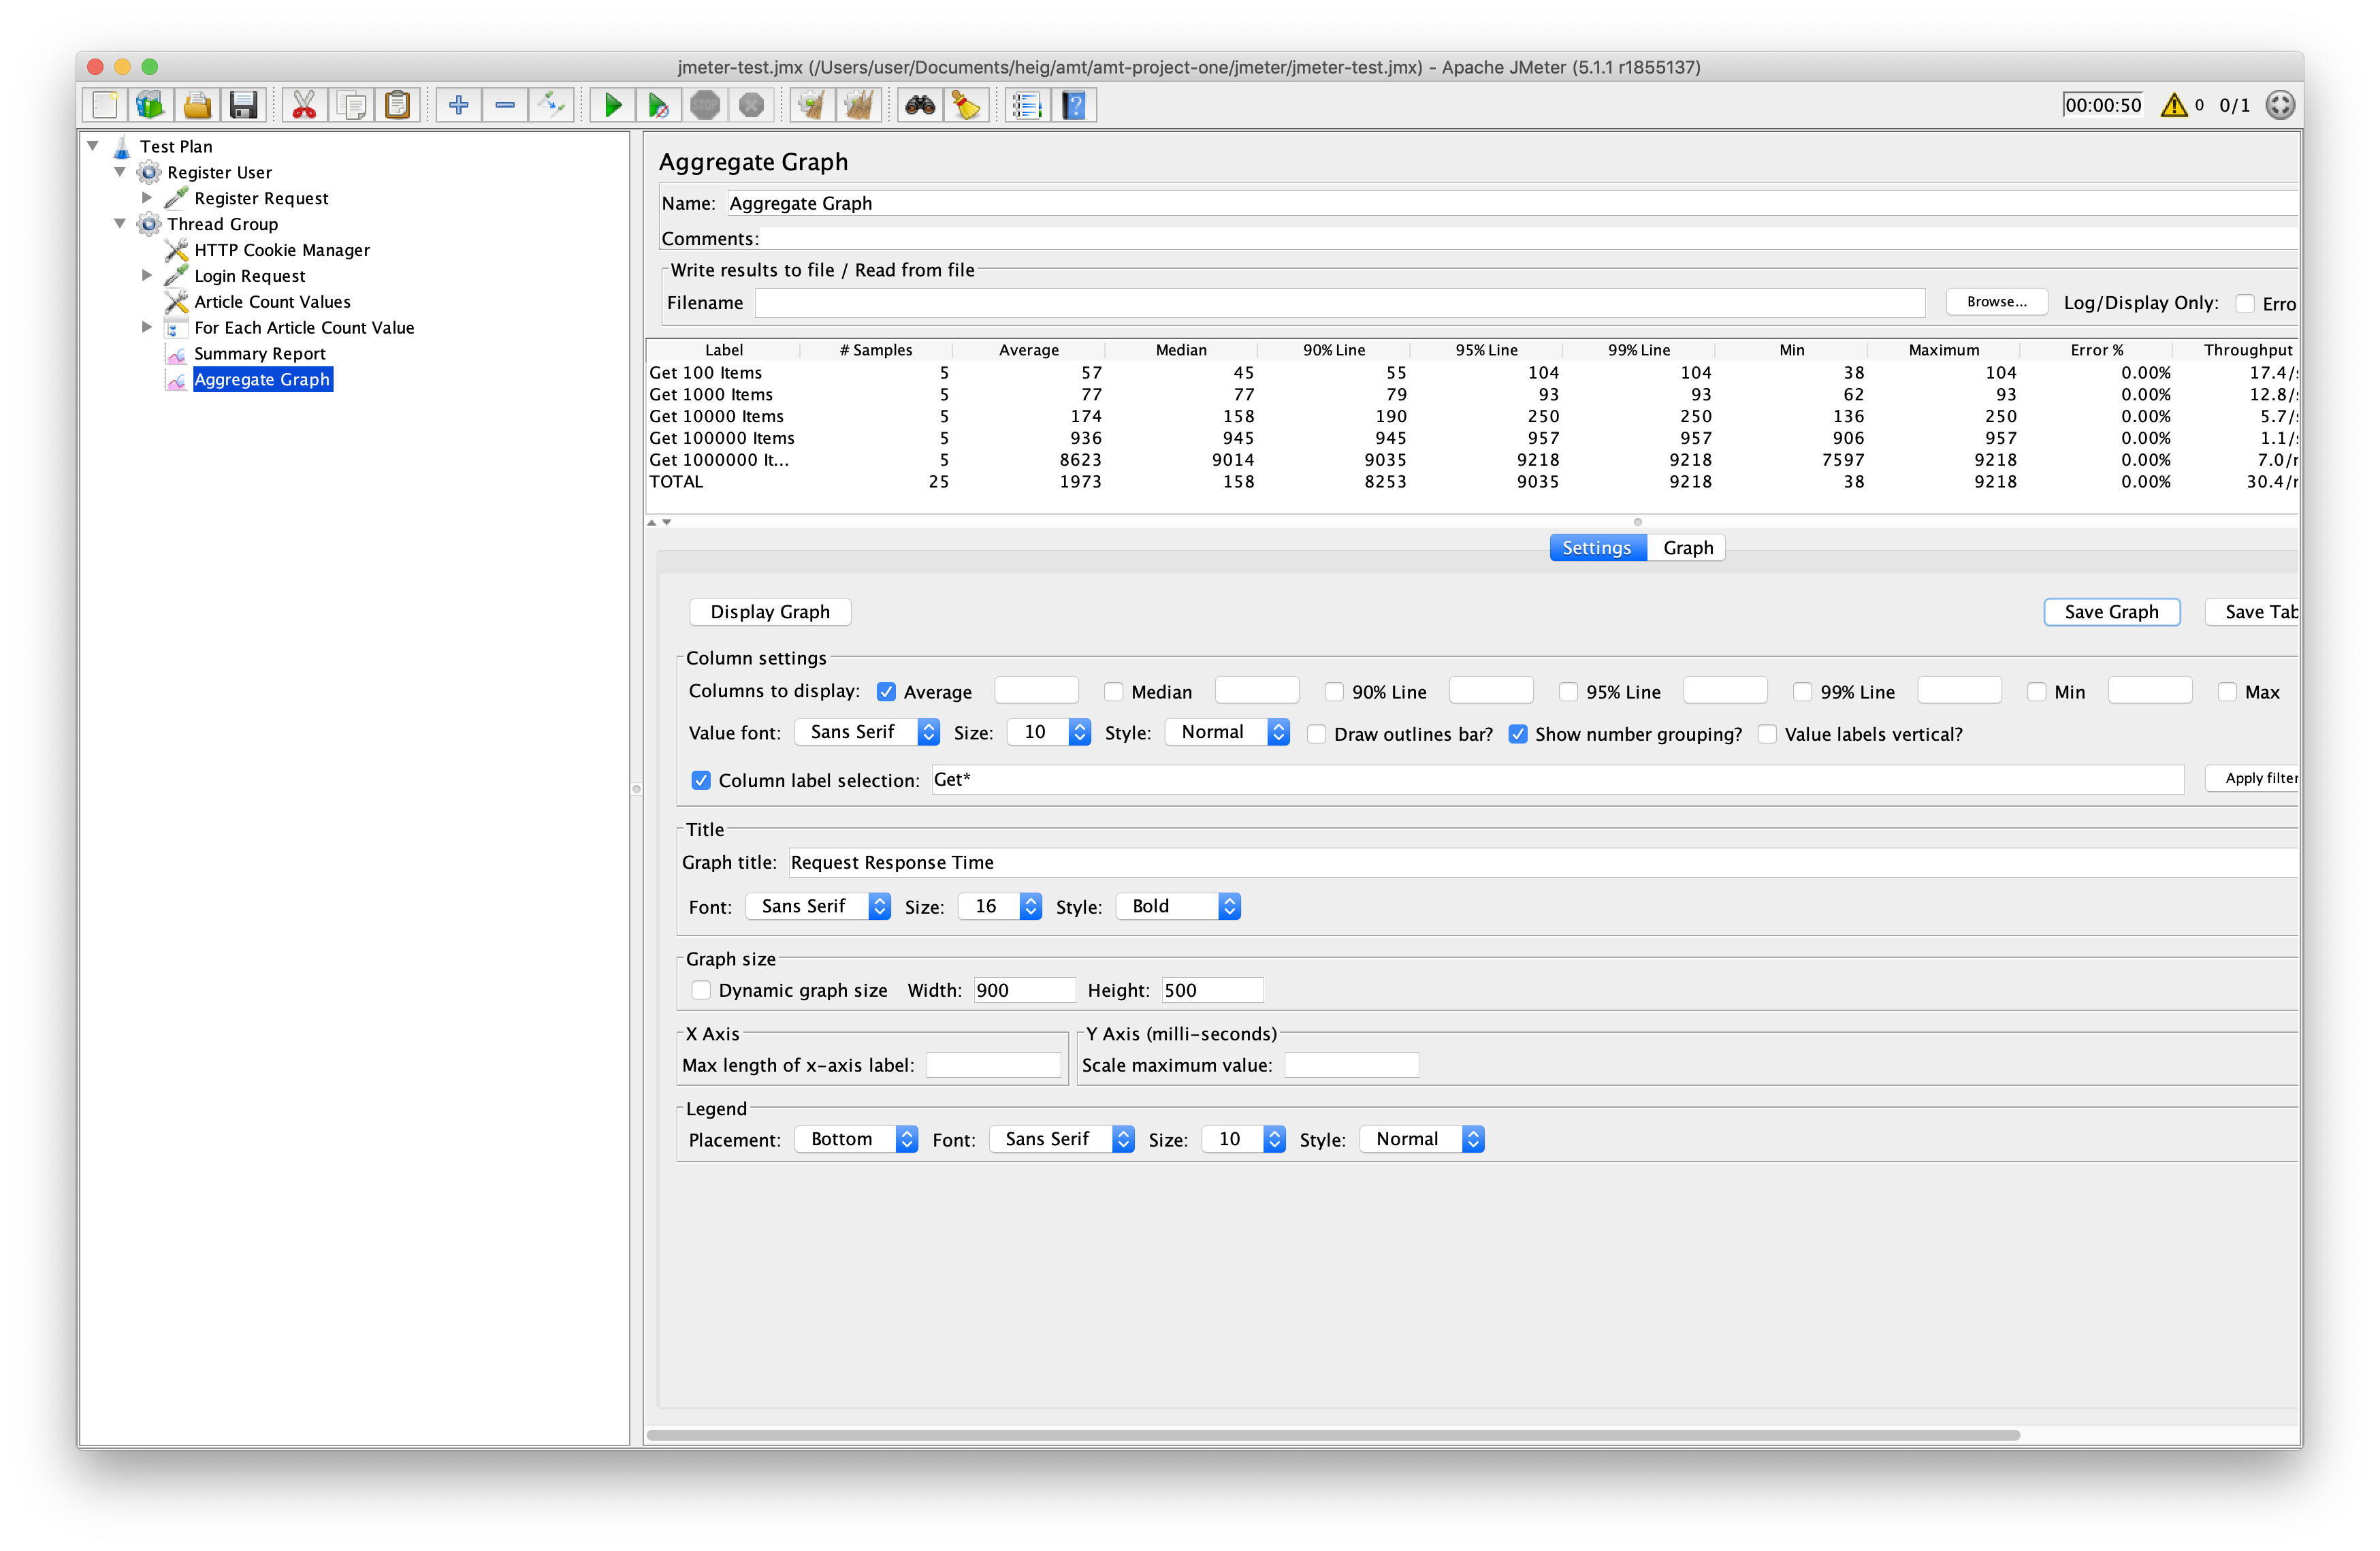 jmeter-test.jmx (/Users/user/Documents/heig/amt/amt-project-one/jmeter/jmeter-test.jmx) - Apache JMeter (5.1.1 r1855137)
STOP 00:00:50 0 0/1
Test Plan
Register User
Register Request
Thread Group
HTTP Cookie Manager
Login Request
Article Count Values
For Each Article Count Value
Summary Report
Aggregate Graph
Aggregate Graph
Name: Aggregate Graph
Comments:
Write results to file / Read from file
Filename Browse... Log/Display Only: Erro
Label # Samples Average Median 90% Line 95% Line 99% Line Min Maximum Error % Throughput
Get 100 Items 5 57 45 55 104 104 38 104 0.00% 17.4/s
Get 1000 Items 5 77 77 79 93 93 62 93 0.00% 12.8/s
Get 10000 Items 5 174 158 190 250 250 136 250 0.00% 5.7/s
Get 100000 Items 5 936 945 945 957 957 906 957 0.00% 1.1/s
Get 1000000 It... 5 8623 9014 9035 9218 9218 7597 9218 0.00% 7.0/r
TOTAL 25 1973 158 8253 9035 9218 38 9218 0.00% 30.4/r
Settings Graph
Display Graph Save Graph Save Tab
Column settings
Columns to display: Average Median 90% Line 95% Line 99% Line Min Max
Value font: Sans Serif Size: 10 Style: Normal Draw outlines bar? Show number grouping? Value labels vertical?
Column label selection: Get* Apply filter
Title
Graph title: Request Response Time
Font: Sans Serif Size: 16 Style: Bold
Graph size
Dynamic graph size Width: 900 Height: 500
X Axis Y Axis (milli-seconds)
Max length of x-axis label: Scale maximum value:
Legend
Placement: Bottom Font: Sans Serif Size: 10 Style: Normal